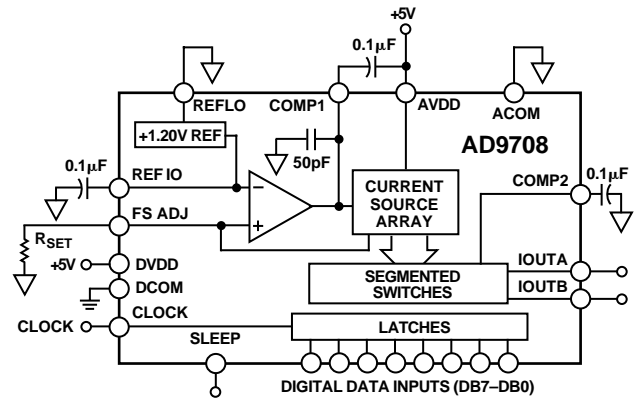 +5V
0.1µF
REFLO
COMP1
AVDD
ACOM
+1.20V REF
AD9708
50pF
0.1µF
REF IO
COMP2
0.1µF
CURRENT
SOURCE
ARRAY
FS ADJ
RSET
+5V
DVDD
SEGMENTED
SWITCHES
IOUTA
IOUTB
DCOM
CLOCK
CLOCK
LATCHES
SLEEP
DIGITAL DATA INPUTS (DB7–DB0)
−
+